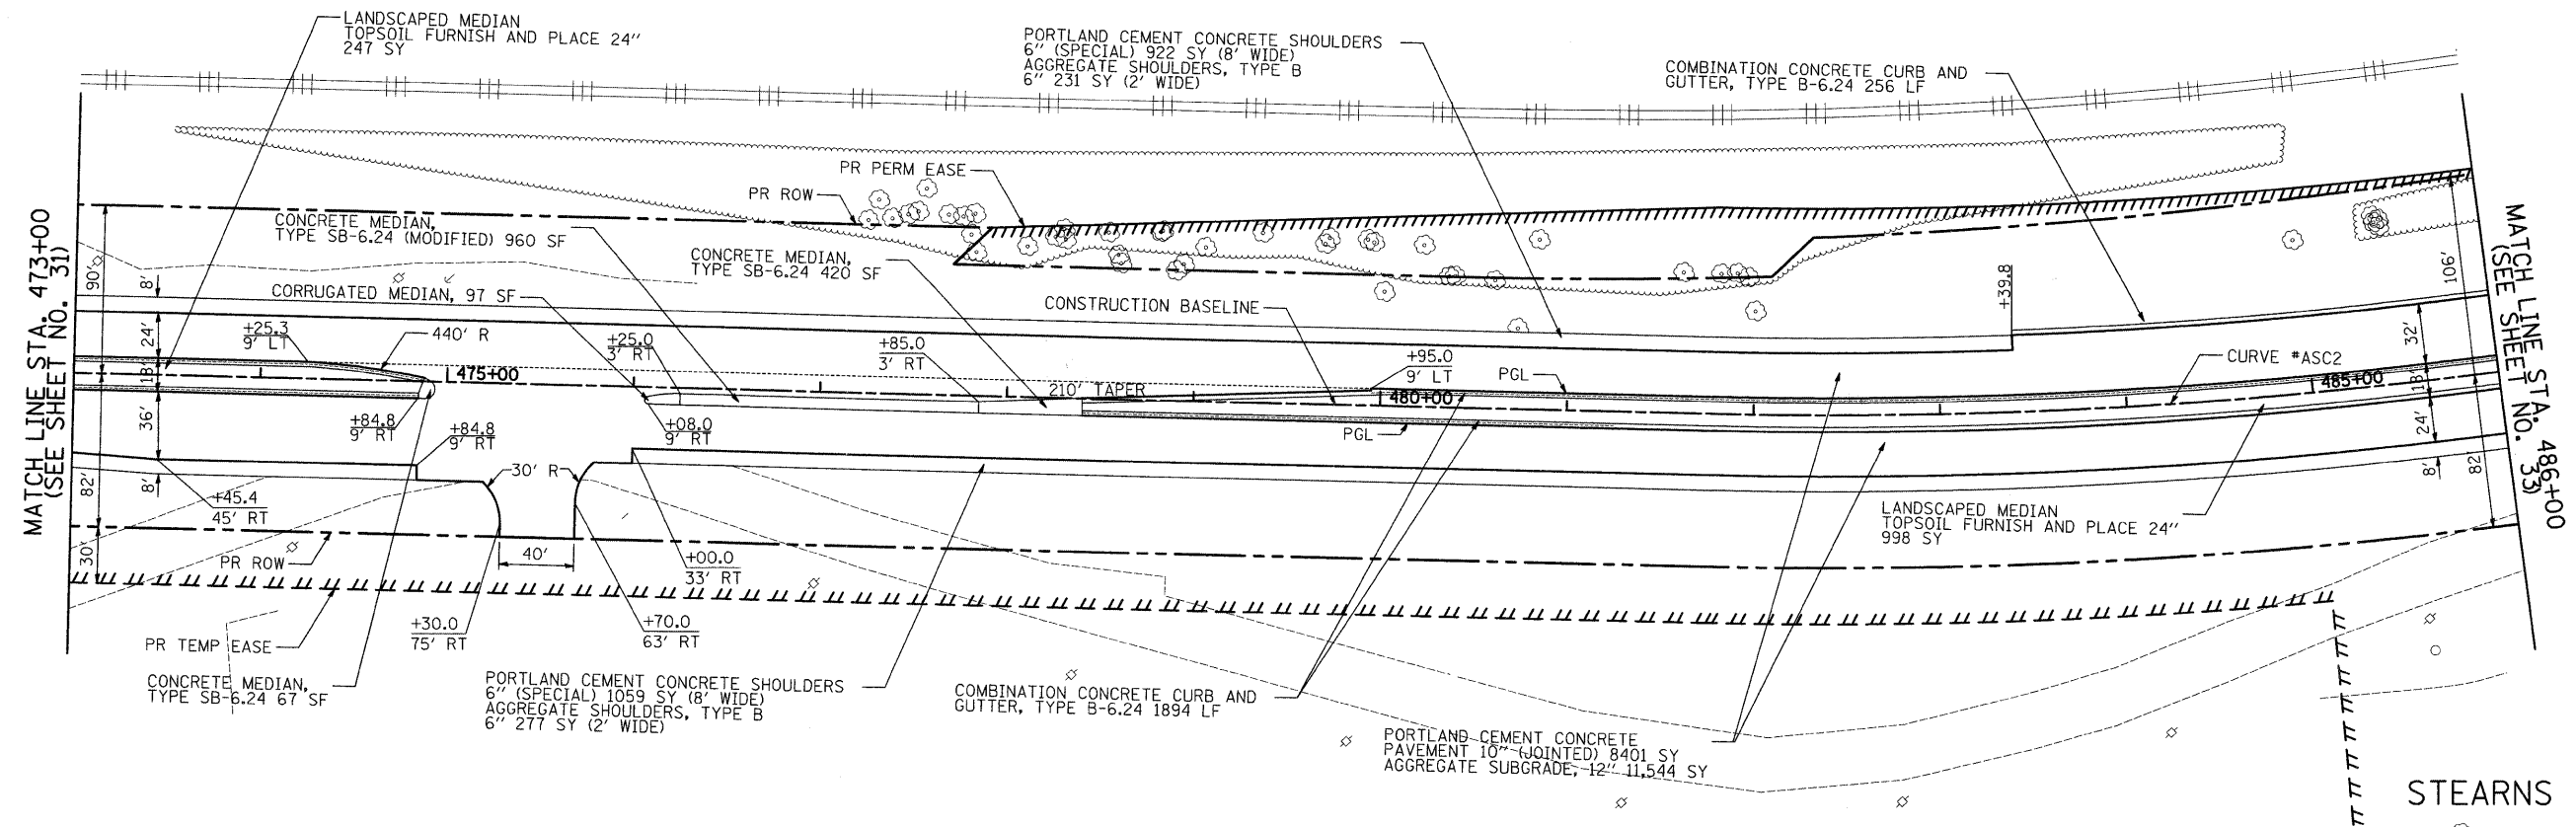 LANDSCAPED MEDIAN
TOPSOIL FURNISH AND PLACE 24"
247 SY
PORTLAND CEMENT CONCRETE SHOULDERS
6" (SPECIAL) 922 SY (8' WIDE)
AGGREGATE SHOULDERS, TYPE B
6" 231 SY (2' WIDE)
COMBINATION CONCRETE CURB AND
GUTTER, TYPE B-6.24 256 LF
PR PERM EASE
PR ROW
MATCH LINE STA. 473+00
(SEE SHEET NO. 31)
90'
8'
24'
18'
36'
8'
82'
30'
CONCRETE MEDIAN,
TYPE SB-6.24 (MODIFIED) 960 SF
CONCRETE MEDIAN,
TYPE SB-6.24 420 SF
CORRUGATED MEDIAN, 97 SF
CONSTRUCTION BASELINE
+39.8
106'
MATCH LINE STA. 486+00
(SEE SHEET NO. 33)
+25.3
9' LT
440' R
+25.0
3' RT
+85.0
3' RT
+95.0
9' LT
PGL
CURVE #ASC2
32'
18'
24'
8'
82'
475+00
210' TAPER
480+00
485+00
+84.8
9' RT
+84.8
9' RT
+08.0
9' RT
PGL
30' R
+45.4
45' RT
40'
+00.0
33' RT
PR ROW
+30.0
75' RT
+70.0
63' RT
LANDSCAPED MEDIAN
TOPSOIL FURNISH AND PLACE 24"
998 SY
PR TEMP EASE
CONCRETE MEDIAN,
TYPE SB-6.24 67 SF
PORTLAND CEMENT CONCRETE SHOULDERS
6" (SPECIAL) 1059 SY (8' WIDE)
AGGREGATE SHOULDERS, TYPE B
6" 277 SY (2' WIDE)
COMBINATION CONCRETE CURB AND
GUTTER, TYPE B-6.24 1894 LF
PORTLAND CEMENT CONCRETE
PAVEMENT 10" (JOINTED) 8401 SY
AGGREGATE SUBGRADE, 12" 11,544 SY
STEARNS